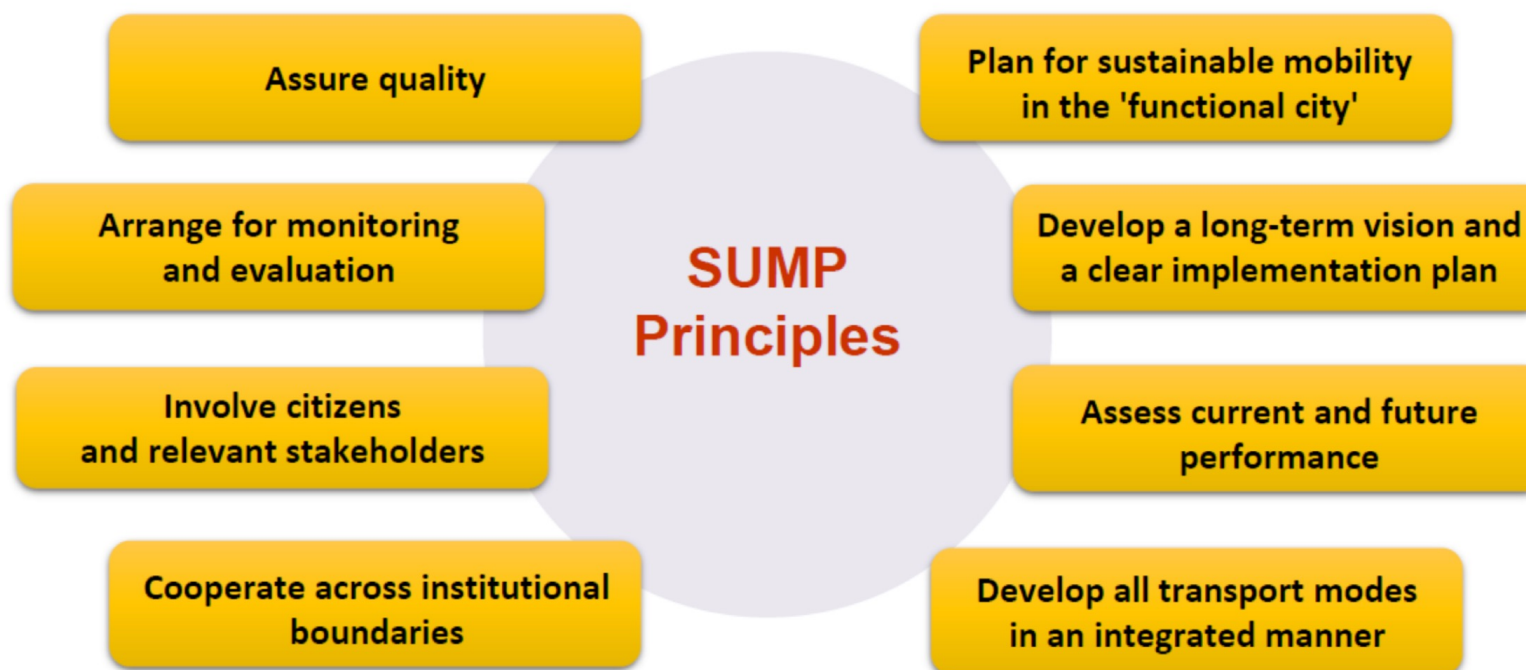 Assure quality
Plan for sustainable mobility
in the 'functional city'
Arrange for monitoring
and evaluation
SUMP
Principles
Develop a long-term vision and
a clear implementation plan
Involve citizens
and relevant stakeholders
Assess current and future
performance
Cooperate across institutional
boundaries
Develop all transport modes
in an integrated manner